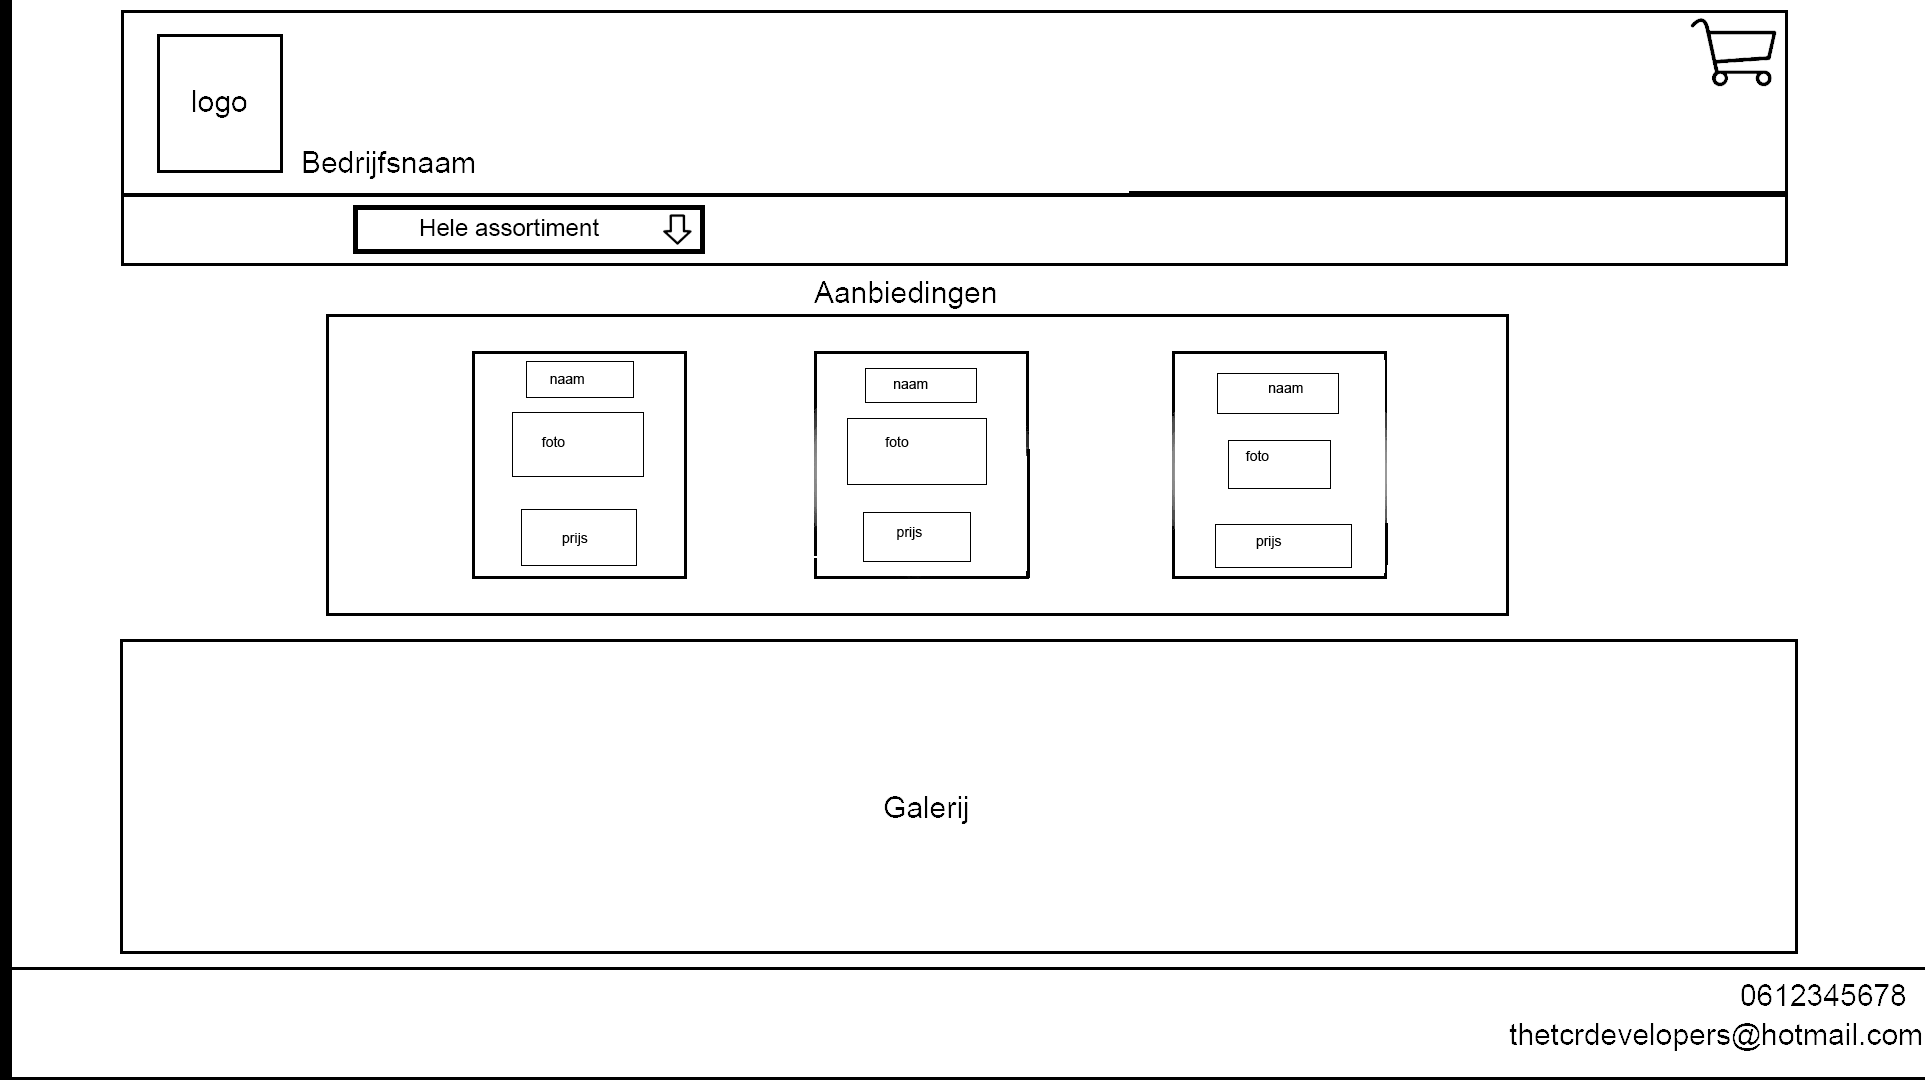 logo
Bedrijfsnaam
Hele assortiment
Aanbiedingen
naam
foto
prijs
naam
foto
prijs
naam
foto
prijs
Galerij
0612345678
thetcrdevelopers@hotmail.com